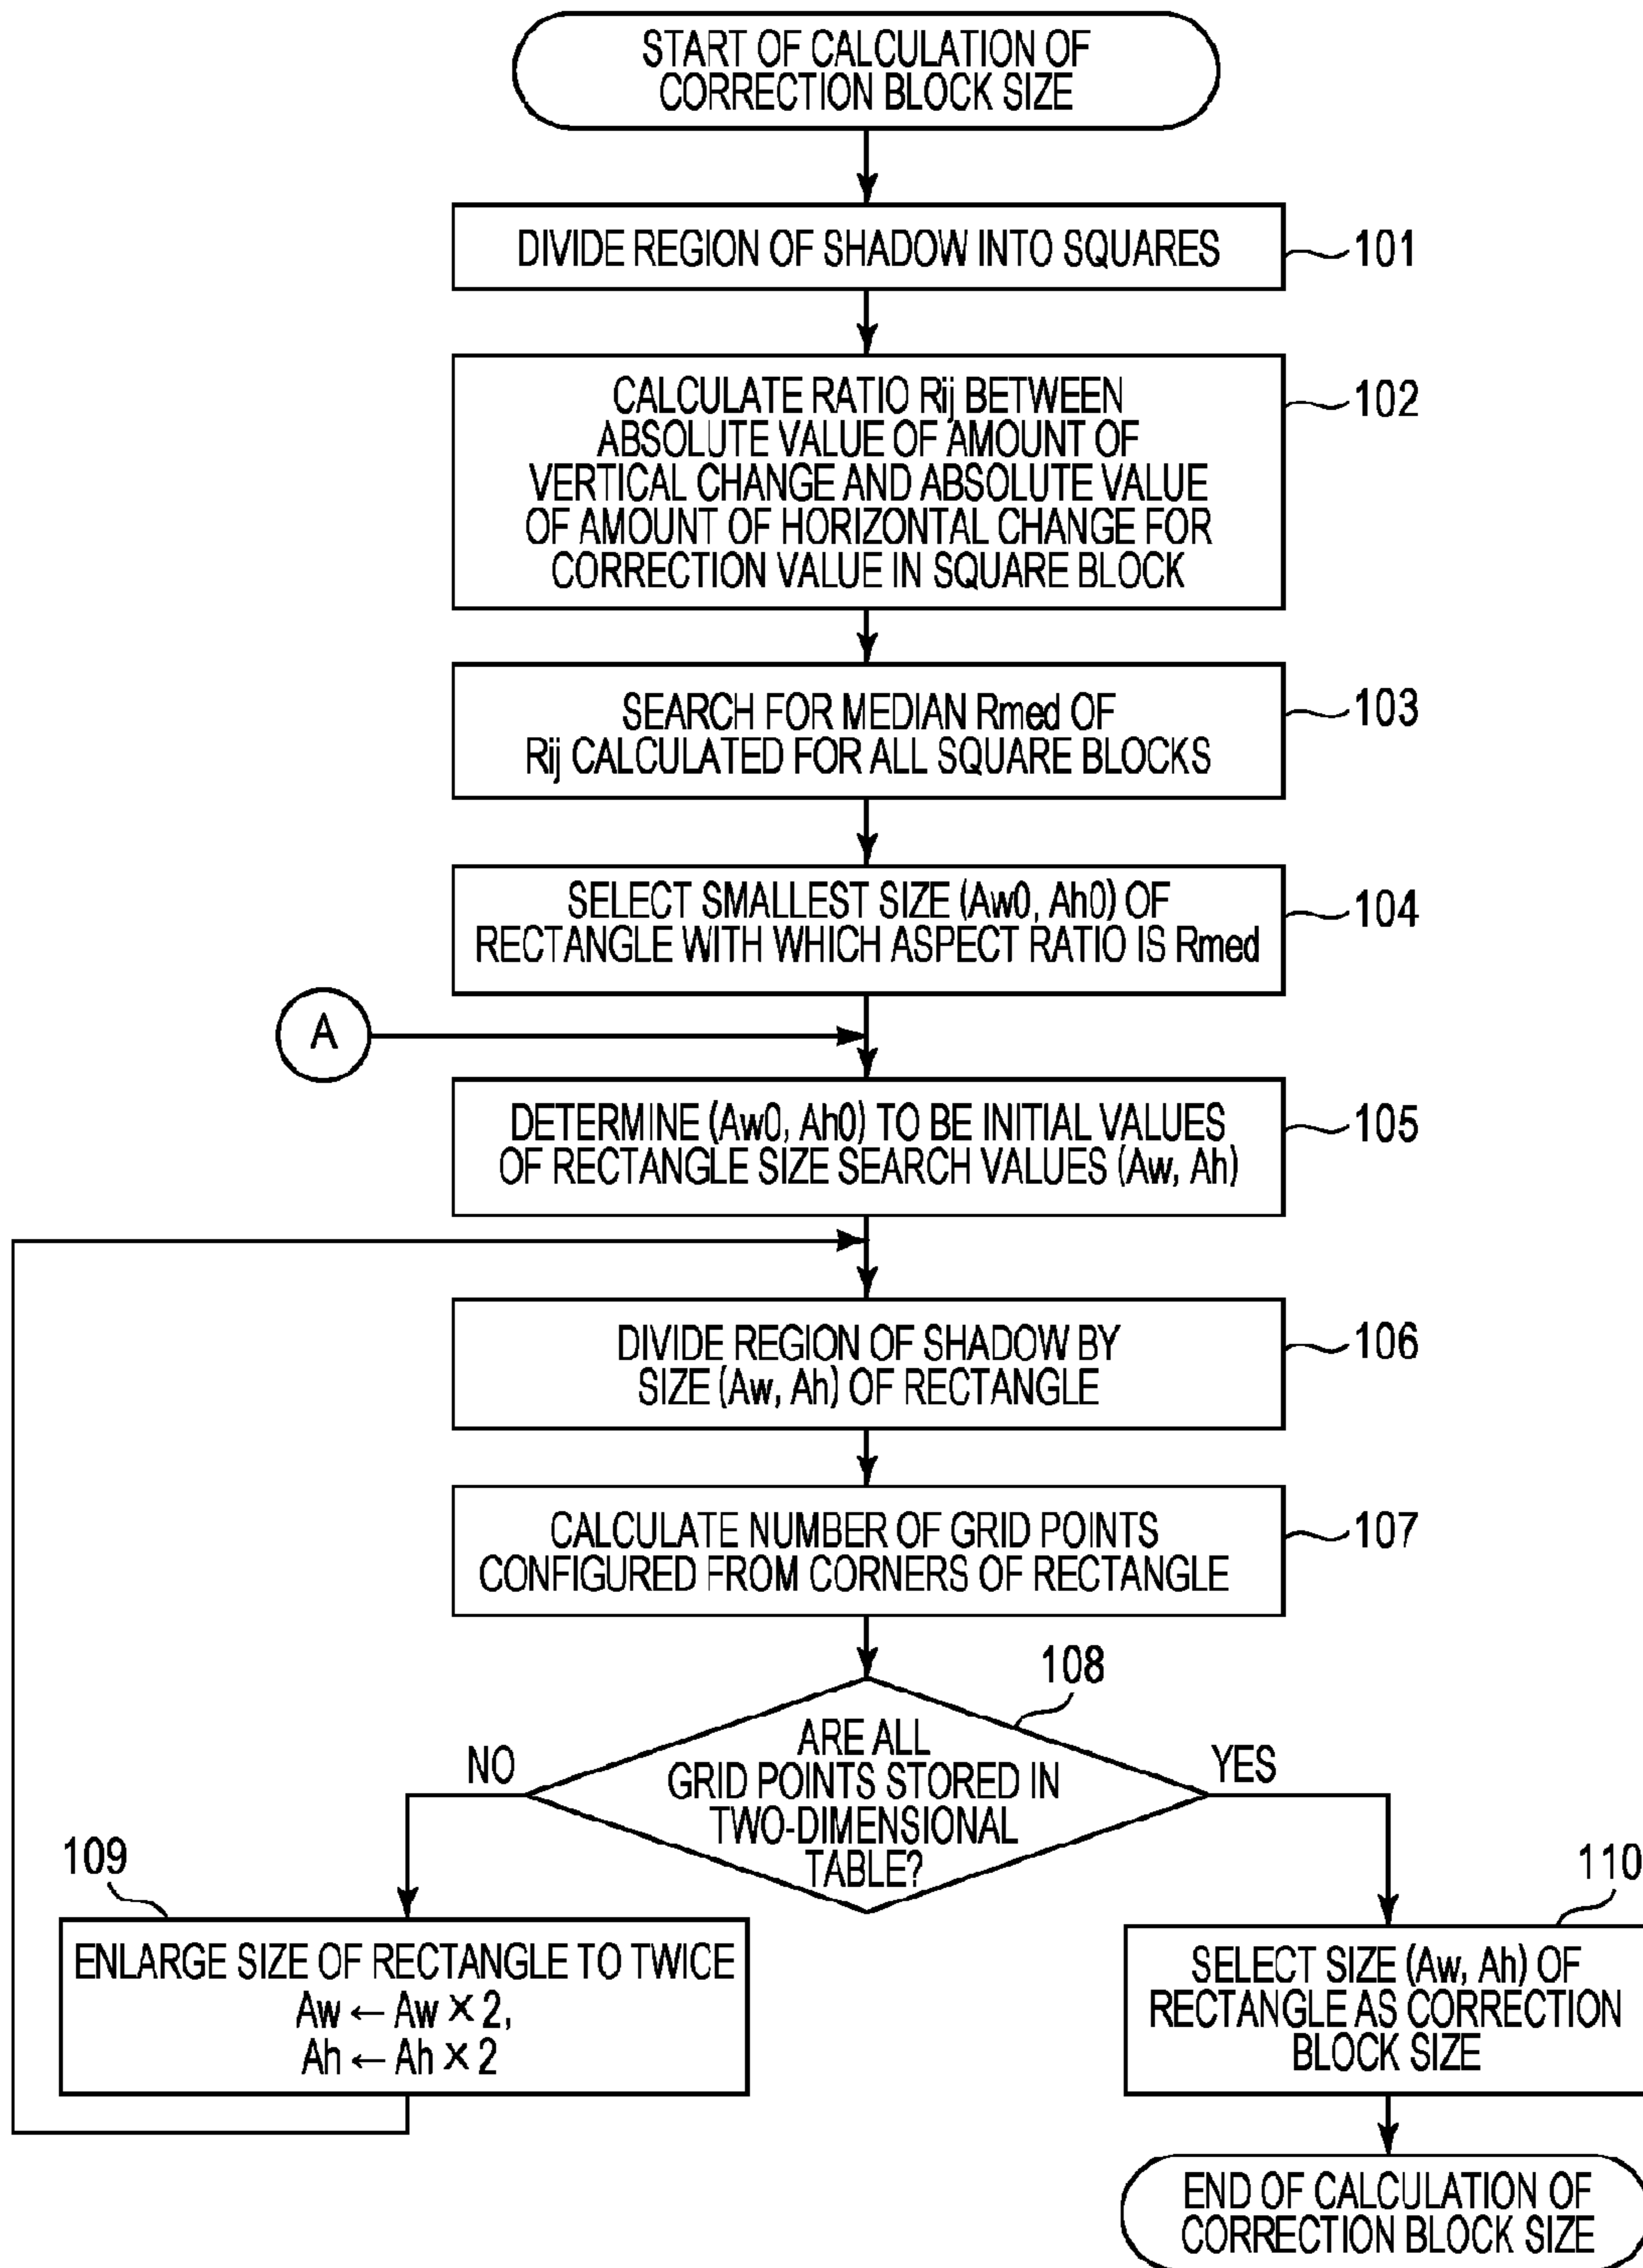 START OF CALCULATION OF
CORRECTION BLOCK SIZE
DIVIDE REGION OF SHADOW INTO SQUARES
101
CALCULATE RATIO Rij BETWEEN
ABSOLUTE VALUE OF AMOUNT OF
VERTICAL CHANGE AND ABSOLUTE VALUE
OF AMOUNT OF HORIZONTAL CHANGE FOR
CORRECTION VALUE IN SQUARE BLOCK
102
SEARCH FOR MEDIAN Rmed OF
Rij CALCULATED FOR ALL SQUARE BLOCKS
103
SELECT SMALLEST SIZE (Aw0, Ah0) OF
RECTANGLE WITH WHICH ASPECT RATIO IS Rmed
104
A
DETERMINE (Aw0, Ah0) TO BE INITIAL VALUES
OF RECTANGLE SIZE SEARCH VALUES (Aw, Ah)
105
DIVIDE REGION OF SHADOW BY
SIZE (Aw, Ah) OF RECTANGLE
106
CALCULATE NUMBER OF GRID POINTS
CONFIGURED FROM CORNERS OF RECTANGLE
107
108
ARE ALL
GRID POINTS STORED IN
TWO-DIMENSIONAL
TABLE?
NO
YES
109
ENLARGE SIZE OF RECTANGLE TO TWICE
Aw ← Aw × 2,
Ah ← Ah × 2
110
SELECT SIZE (Aw, Ah) OF
RECTANGLE AS CORRECTION
BLOCK SIZE
END OF CALCULATION OF
CORRECTION BLOCK SIZE